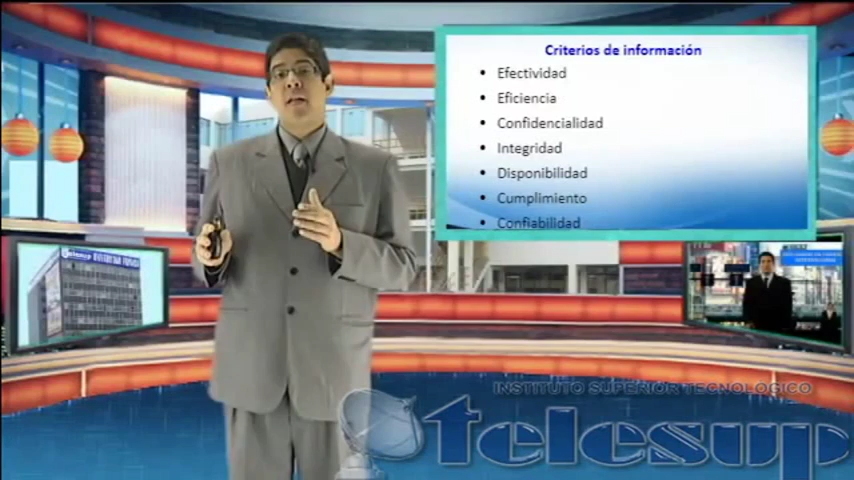 Criterios de información
• Efectividad
• Eficiencia
• Confidencialidad
• Integridad
• Disponibilidad
• Cumplimiento
• Confiabilidad
INSTITUTO SUPERIOR TECNOLOGICO
telesup